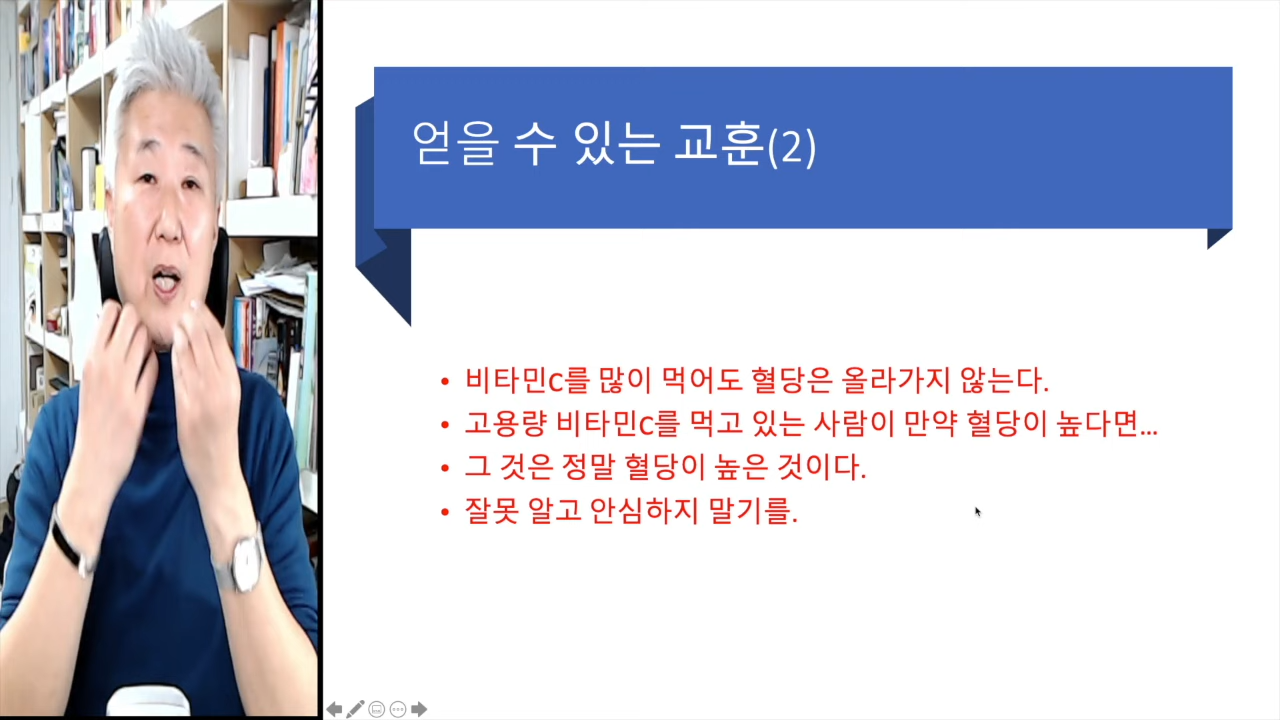 얻을 수 있는 교훈(2)
• 비타민C를 많이 먹어도 혈당은 올라가지 않는다.
• 고용량 비타민C를 먹고 있는 사람이 만약 혈당이 높다면...
• 그 것은 정말 혈당이 높은 것이다.
• 잘못 알고 안심하지 말기를.